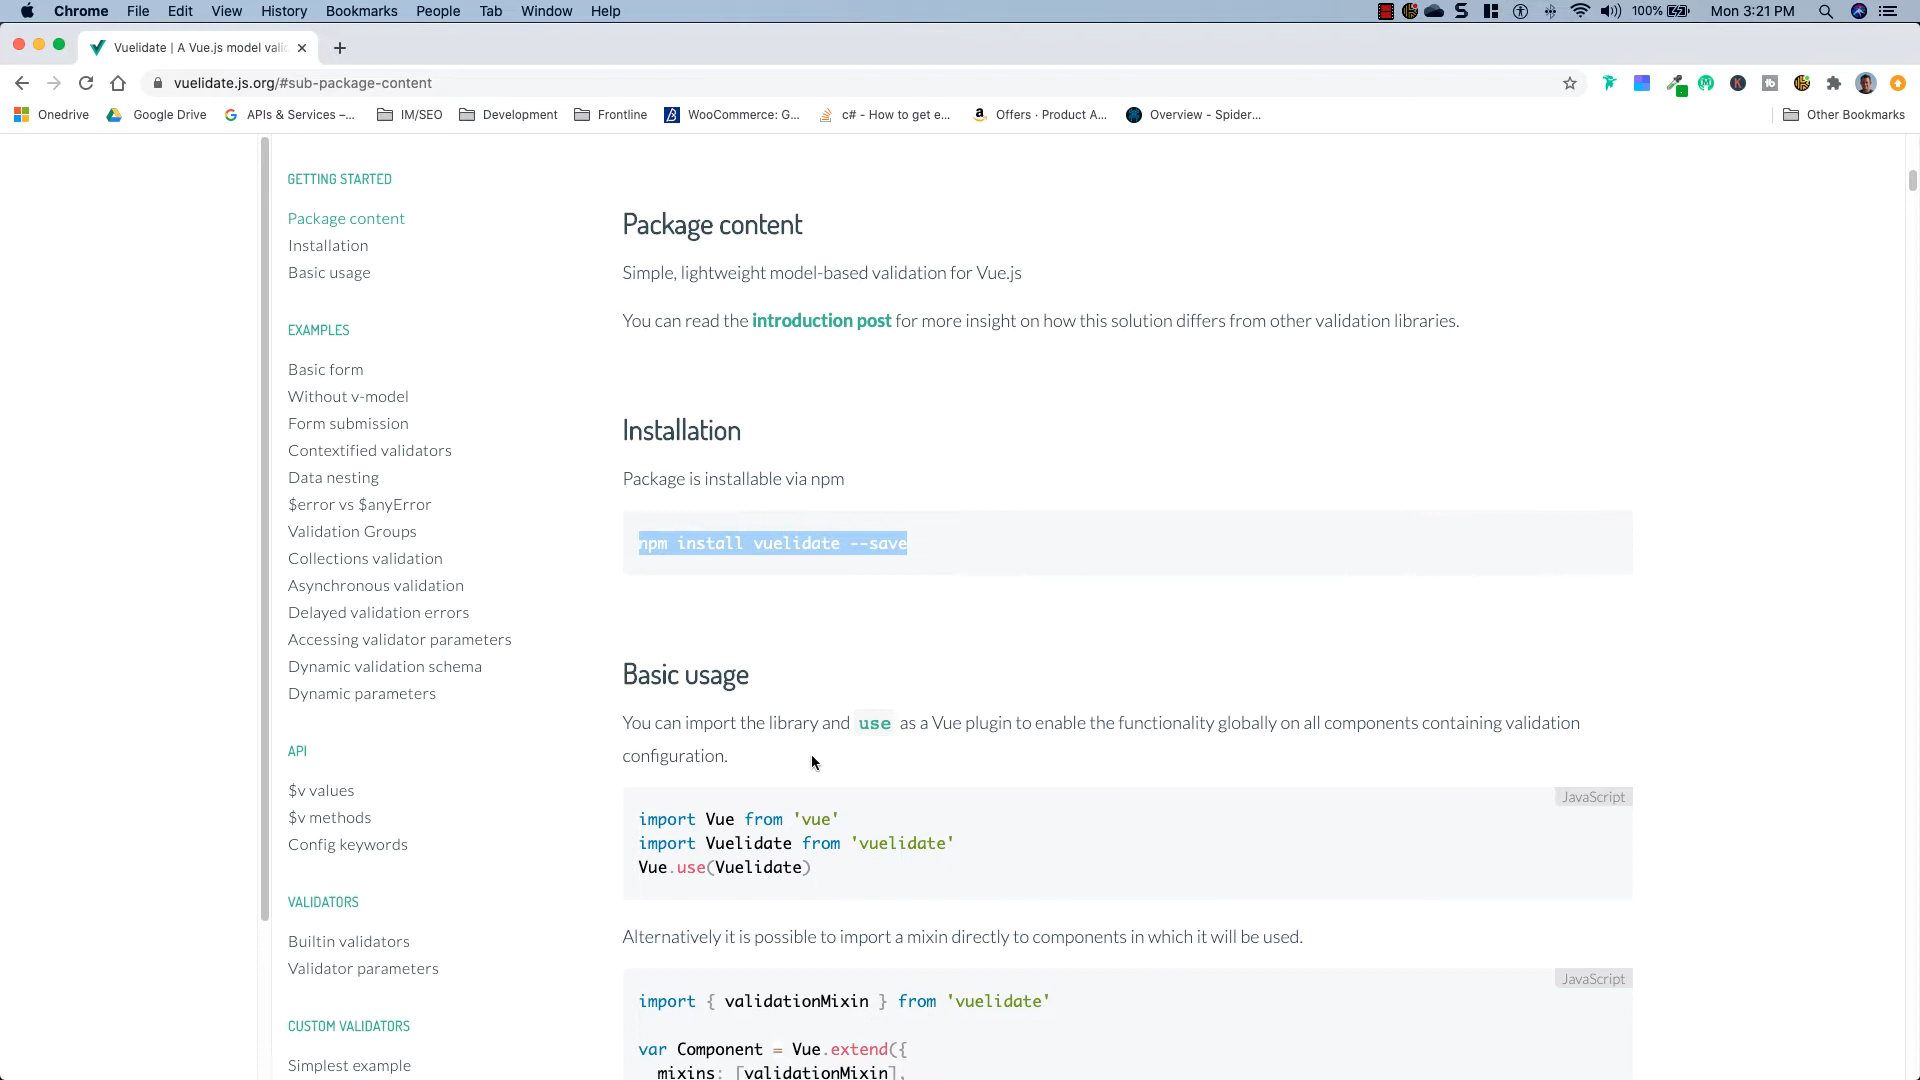 Chrome File Edit View History Bookmarks People Tab Window Help 100% Mon 3:21 PM
Vuelidate | A Vue.js model valid
vuelidate.js.org/#sub-package-content
Onedrive Google Drive APIs & Services –... IM/SEO Development Frontline WooCommerce: G... c# - How to get e... Offers · Product A... Overview - Spider... Other Bookmarks
GETTING STARTED
Package content
Installation
Basic usage
EXAMPLES
Basic form
Without v-model
Form submission
Contextified validators
Data nesting
$error vs $anyError
Validation Groups
Collections validation
Asynchronous validation
Delayed validation errors
Accessing validator parameters
Dynamic validation schema
Dynamic parameters
API
$v values
$v methods
Config keywords
VALIDATORS
Builtin validators
Validator parameters
CUSTOM VALIDATORS
Simplest example
Package content
Simple, lightweight model-based validation for Vue.js
You can read the introduction post for more insight on how this solution differs from other validation libraries.
Installation
Package is installable via npm
npm install vuelidate --save
Basic usage
You can import the library and use as a Vue plugin to enable the functionality globally on all components containing validation
configuration.
JavaScript
import Vue from 'vue'
import Vuelidate from 'vuelidate'
Vue.use(Vuelidate)
Alternatively it is possible to import a mixin directly to components in which it will be used.
JavaScript
import { validationMixin } from 'vuelidate'
var Component = Vue.extend({
mixins: [validationMixin],